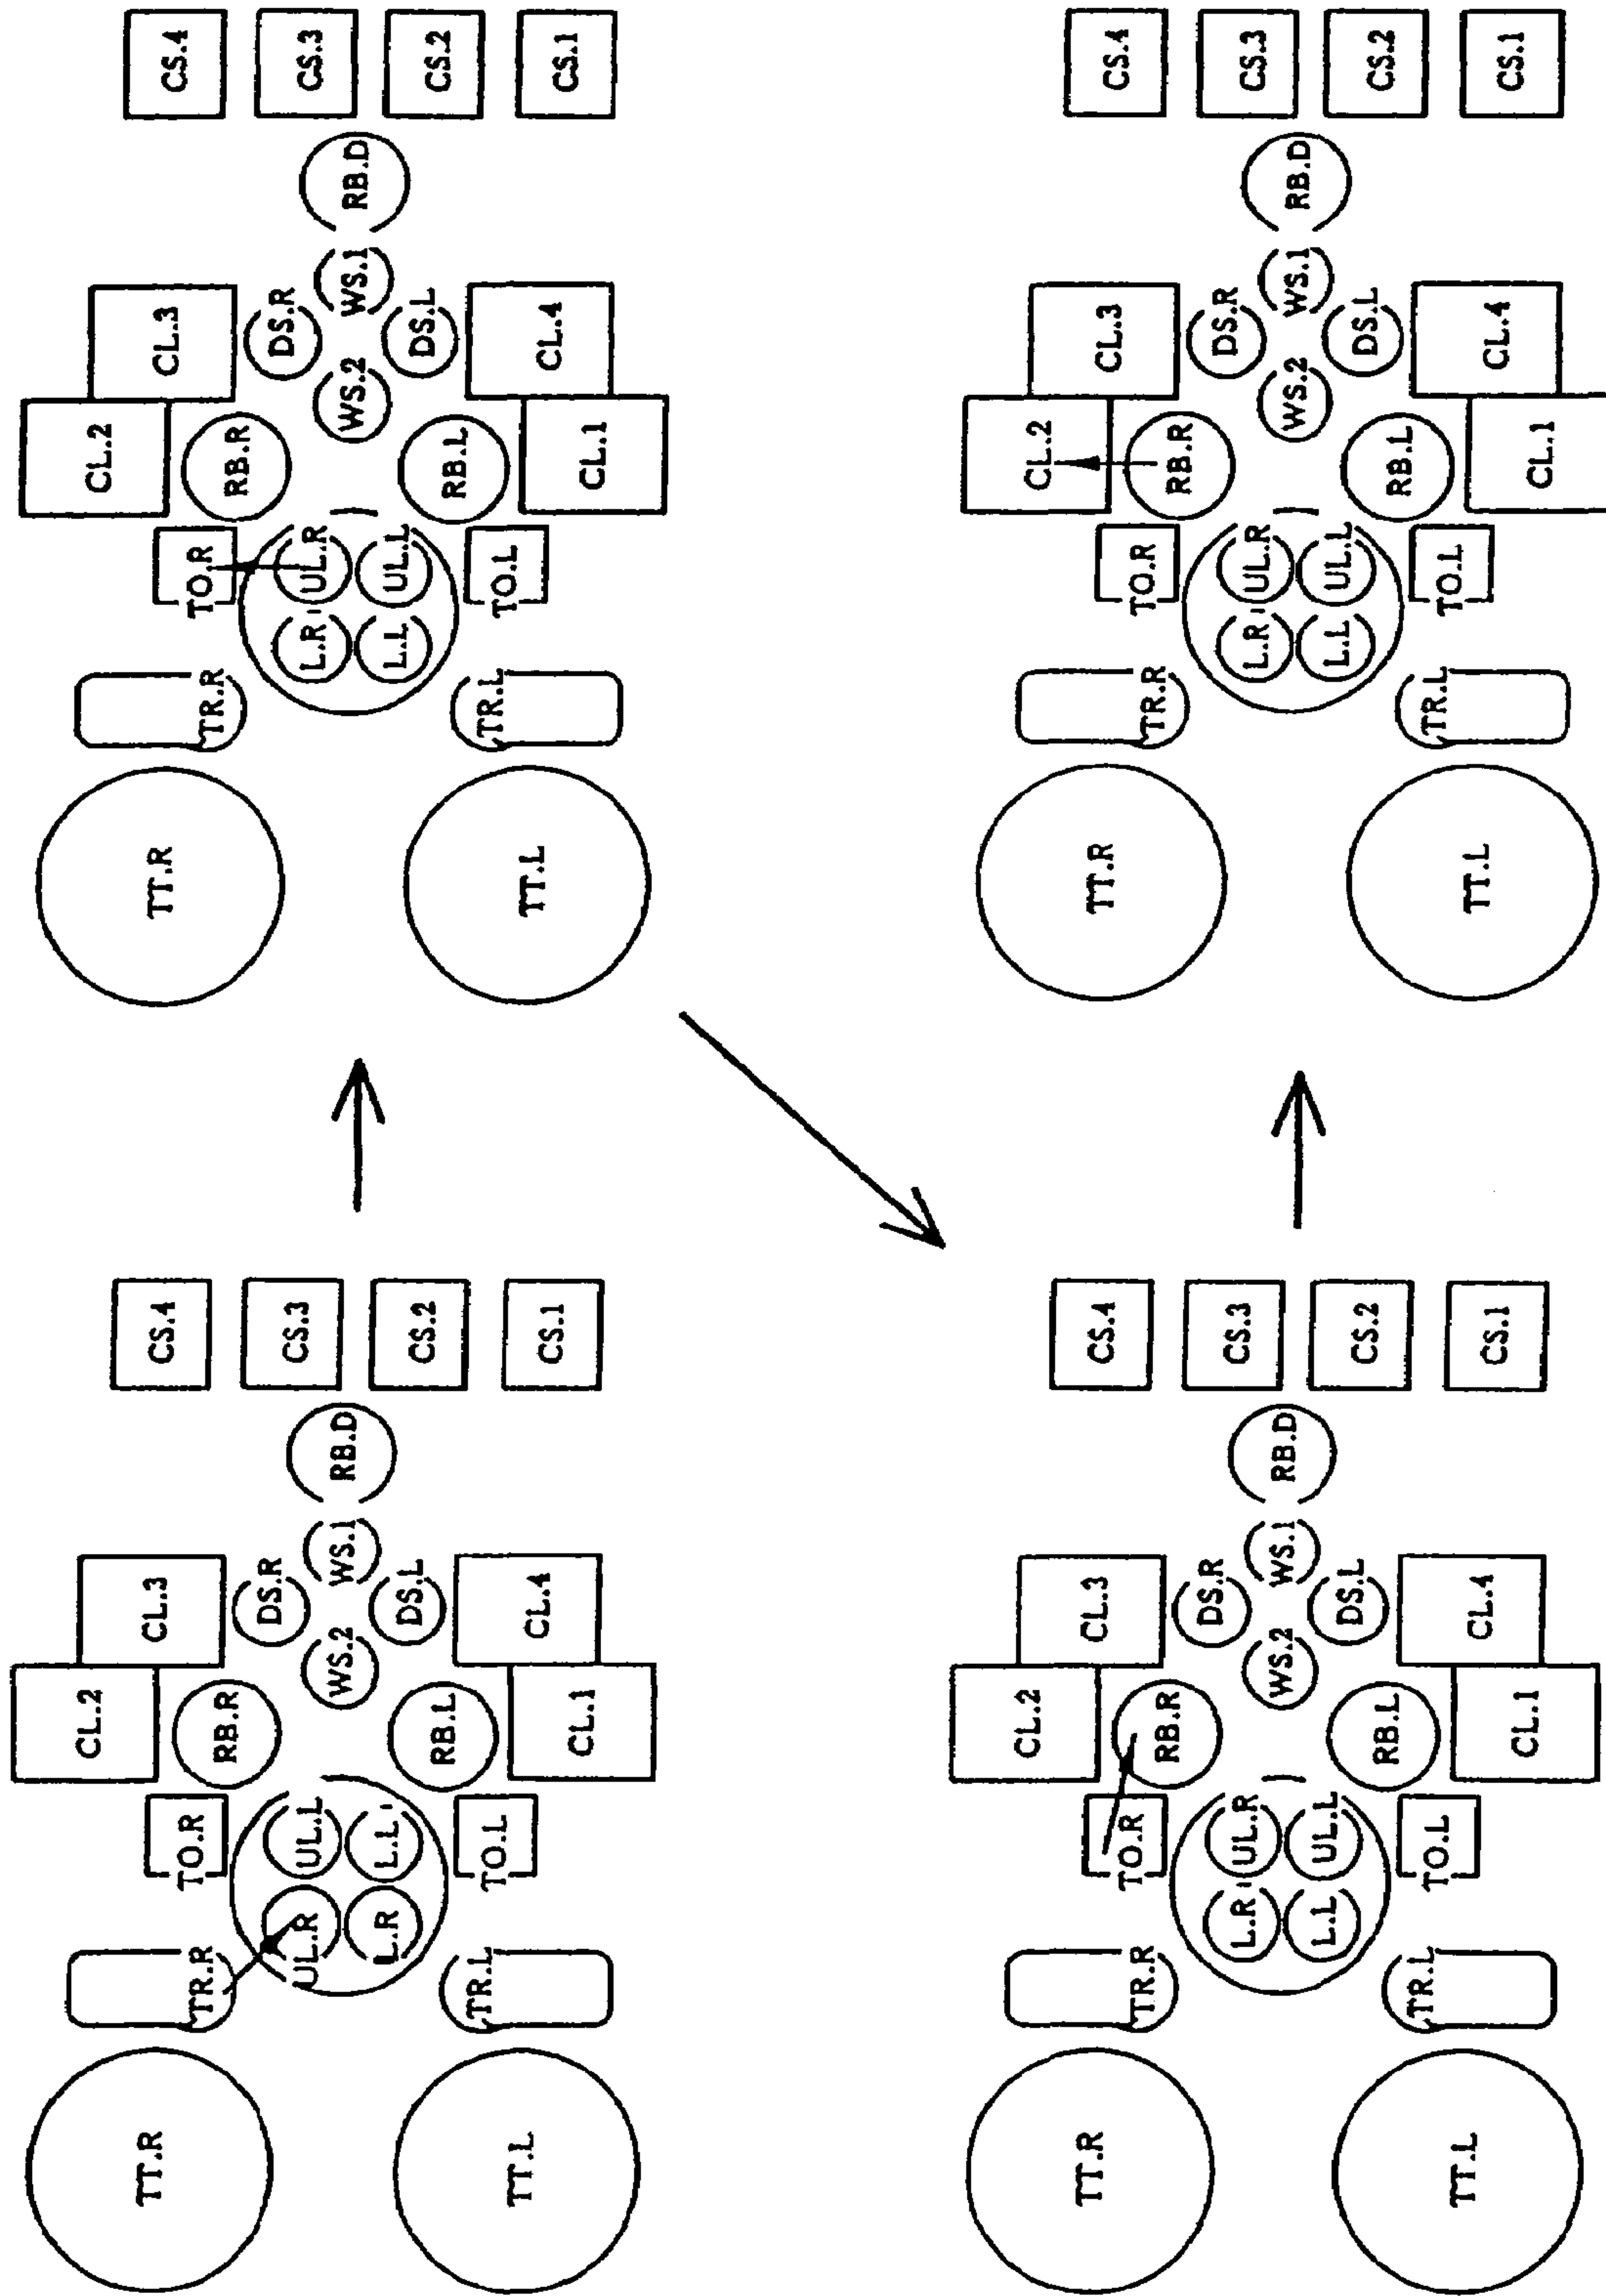 TT.R
TR.R
TO.R
CL.2
CL.3
CS.4
UL.R
UL.L
RB.R
DS.R
CS.3
WS.2
WS.1
RB.D
L.R
L.L
RB.L
DS.L
CS.2
TT.L
TR.L
TO.L
CL.1
CL.4
CS.1
TT.R
TR.R
TO.R
CL.2
CL.3
CS.4
L.R
UL.R
RB.R
DS.R
CS.3
WS.2
WS.1
RB.D
L.L
UL.L
RB.L
DS.L
CS.2
TT.L
TR.L
TO.L
CL.1
CL.4
CS.1
TT.R
TR.R
TO.R
CL.2
CL.3
CS.4
L.R
UL.R
RB.R
DS.R
CS.3
WS.2
WS.1
RB.D
L.L
UL.L
RB.L
DS.L
CS.2
TT.L
TR.L
TO.L
CL.1
CL.4
CS.1
TT.R
TR.R
TO.R
CL.2
CL.3
CS.4
L.R
UL.R
RB.R
DS.R
CS.3
WS.2
WS.1
RB.D
L.L
UL.L
RB.L
DS.L
CS.2
TT.L
TR.L
TO.L
CL.1
CL.4
CS.1